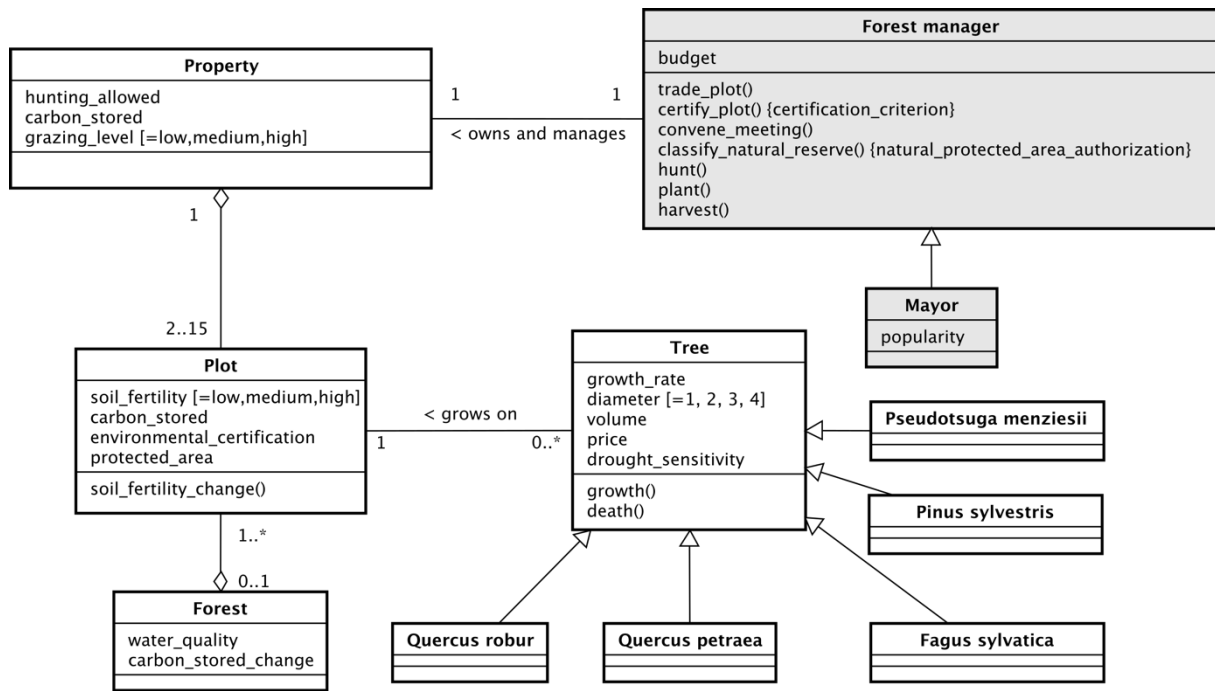 Forest manager
budget
trade_plot()
certify_plot() {certification_criterion}
convene_meeting()
classify_natural_reserve() {natural_protected_area_authorization}
hunt()
plant()
harvest()
Property
hunting_allowed
carbon_stored
grazing_level [=low,medium,high]
1
1
< owns and manages
1
2..15
Mayor
popularity
Plot
soil_fertility [=low,medium,high]
carbon_stored
environmental_certification
protected_area
soil_fertility_change()
< grows on
1
0..*
Tree
growth_rate
diameter [=1, 2, 3, 4]
volume
price
drought_sensitivity
growth()
death()
Pseudotsuga menziesii
Pinus sylvestris
1..*
0..1
Forest
water_quality
carbon_stored_change
Quercus robur
Quercus petraea
Fagus sylvatica